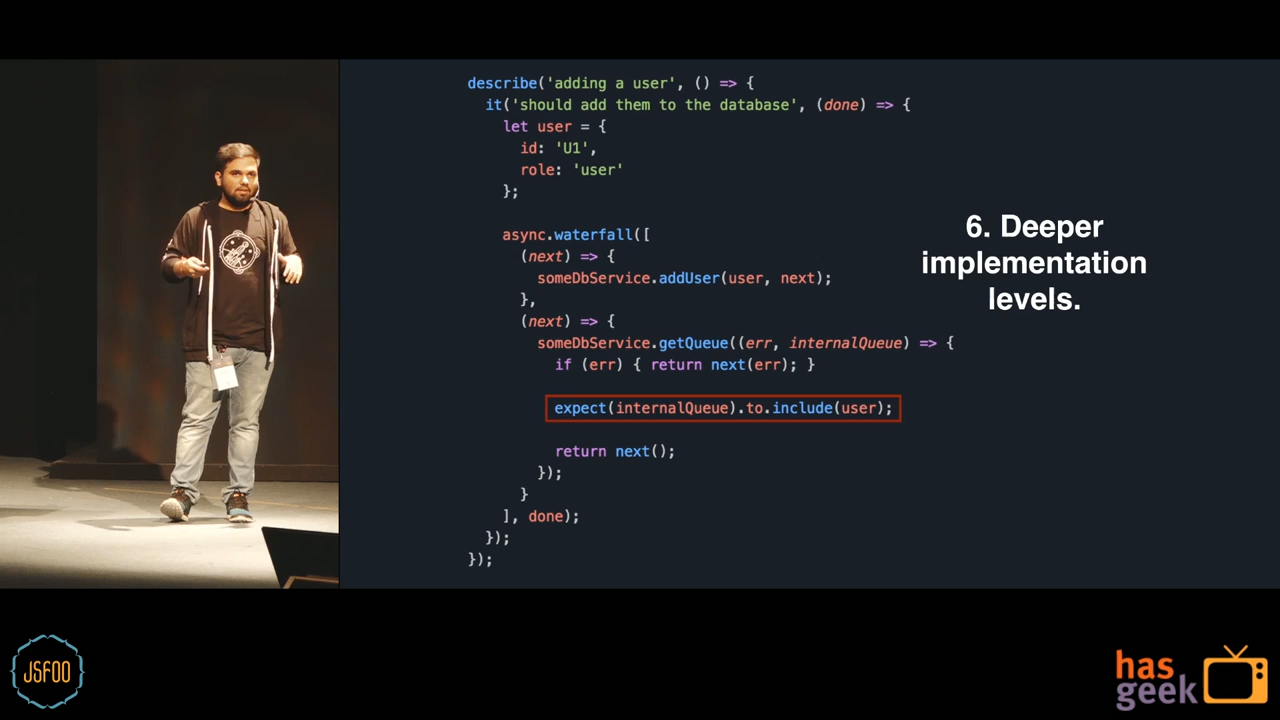 describe('adding a user', () => {
it('should add them to the database', (done) => {
let user = {
id: 'U1',
role: 'user'
};
async.waterfall([
(next) => {
someDbService.addUser(user, next);
},
(next) => {
someDbService.getQueue((err, internalQueue) => {
if (err) { return next(err); }
expect(internalQueue).to.include(user);
return next();
});
}
], done);
});
});
6. Deeper
implementation
levels.
JSFOO
has
geek